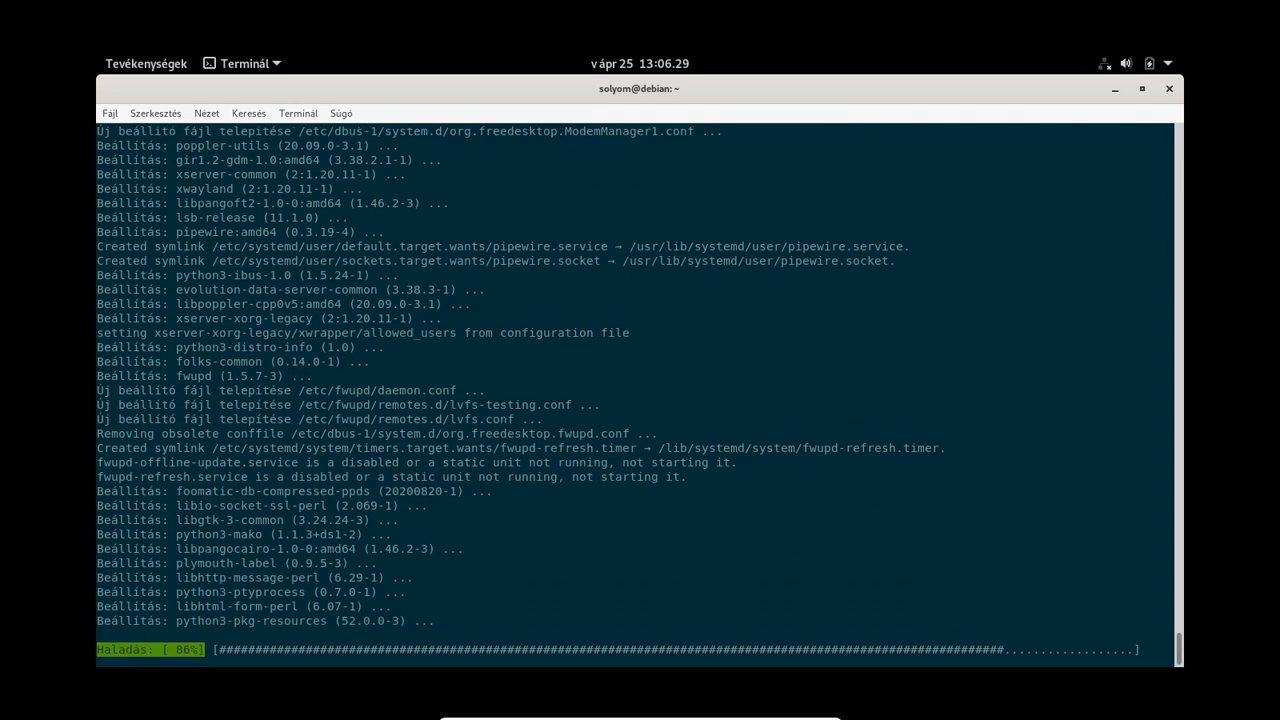 Tevékenységek Terminál v ápr 25 13:06.29
solyom@debian: ~
Fájl Szerkesztés Nézet Keresés Terminál Súgó
Új beállító fájl telepítése /etc/dbus-1/system.d/org.freedesktop.ModemManager1.conf ...
Beállítás: poppler-utils (20.09.0-3.1) ...
Beállítás: gir1.2-gdm-1.0:amd64 (3.38.2.1-1) ...
Beállítás: xserver-common (2:1.20.11-1) ...
Beállítás: xwayland (2:1.20.11-1) ...
Beállítás: libpangoft2-1.0-0:amd64 (1.46.2-3) ...
Beállítás: lsb-release (11.1.0) ...
Beállítás: pipewire:amd64 (0.3.19-4) ...
Created symlink /etc/systemd/user/default.target.wants/pipewire.service → /usr/lib/systemd/user/pipewire.service.
Created symlink /etc/systemd/user/sockets.target.wants/pipewire.socket → /usr/lib/systemd/user/pipewire.socket.
Beállítás: python3-ibus-1.0 (1.5.24-1) ...
Beállítás: evolution-data-server-common (3.38.3-1) ...
Beállítás: libpoppler-cpp0v5:amd64 (20.09.0-3.1) ...
Beállítás: xserver-xorg-legacy (2:1.20.11-1) ...
setting xserver-xorg-legacy/xwrapper/allowed_users from configuration file
Beállítás: python3-distro-info (1.0) ...
Beállítás: folks-common (0.14.0-1) ...
Beállítás: fwupd (1.5.7-3) ...
Új beállító fájl telepítése /etc/fwupd/daemon.conf ...
Új beállító fájl telepítése /etc/fwupd/remotes.d/lvfs-testing.conf ...
Új beállító fájl telepítése /etc/fwupd/remotes.d/lvfs.conf ...
Removing obsolete conffile /etc/dbus-1/system.d/org.freedesktop.fwupd.conf ...
Created symlink /etc/systemd/system/timers.target.wants/fwupd-refresh.timer → /lib/systemd/system/fwupd-refresh.timer.
fwupd-offline-update.service is a disabled or a static unit not running, not starting it.
fwupd-refresh.service is a disabled or a static unit not running, not starting it.
Beállítás: foomatic-db-compressed-ppds (20200820-1) ...
Beállítás: libio-socket-ssl-perl (2.069-1) ...
Beállítás: libgtk-3-common (3.24.24-3) ...
Beállítás: python3-mako (1.1.3+ds1-2) ...
Beállítás: libpangocairo-1.0-0:amd64 (1.46.2-3) ...
Beállítás: plymouth-label (0.9.5-3) ...
Beállítás: libhttp-message-perl (6.29-1) ...
Beállítás: python3-ptyprocess (0.7.0-1) ...
Beállítás: libhtml-form-perl (6.07-1) ...
Beállítás: python3-pkg-resources (52.0.0-3) ...
Haladás: [ 86%] [#############################################################################################################..................]